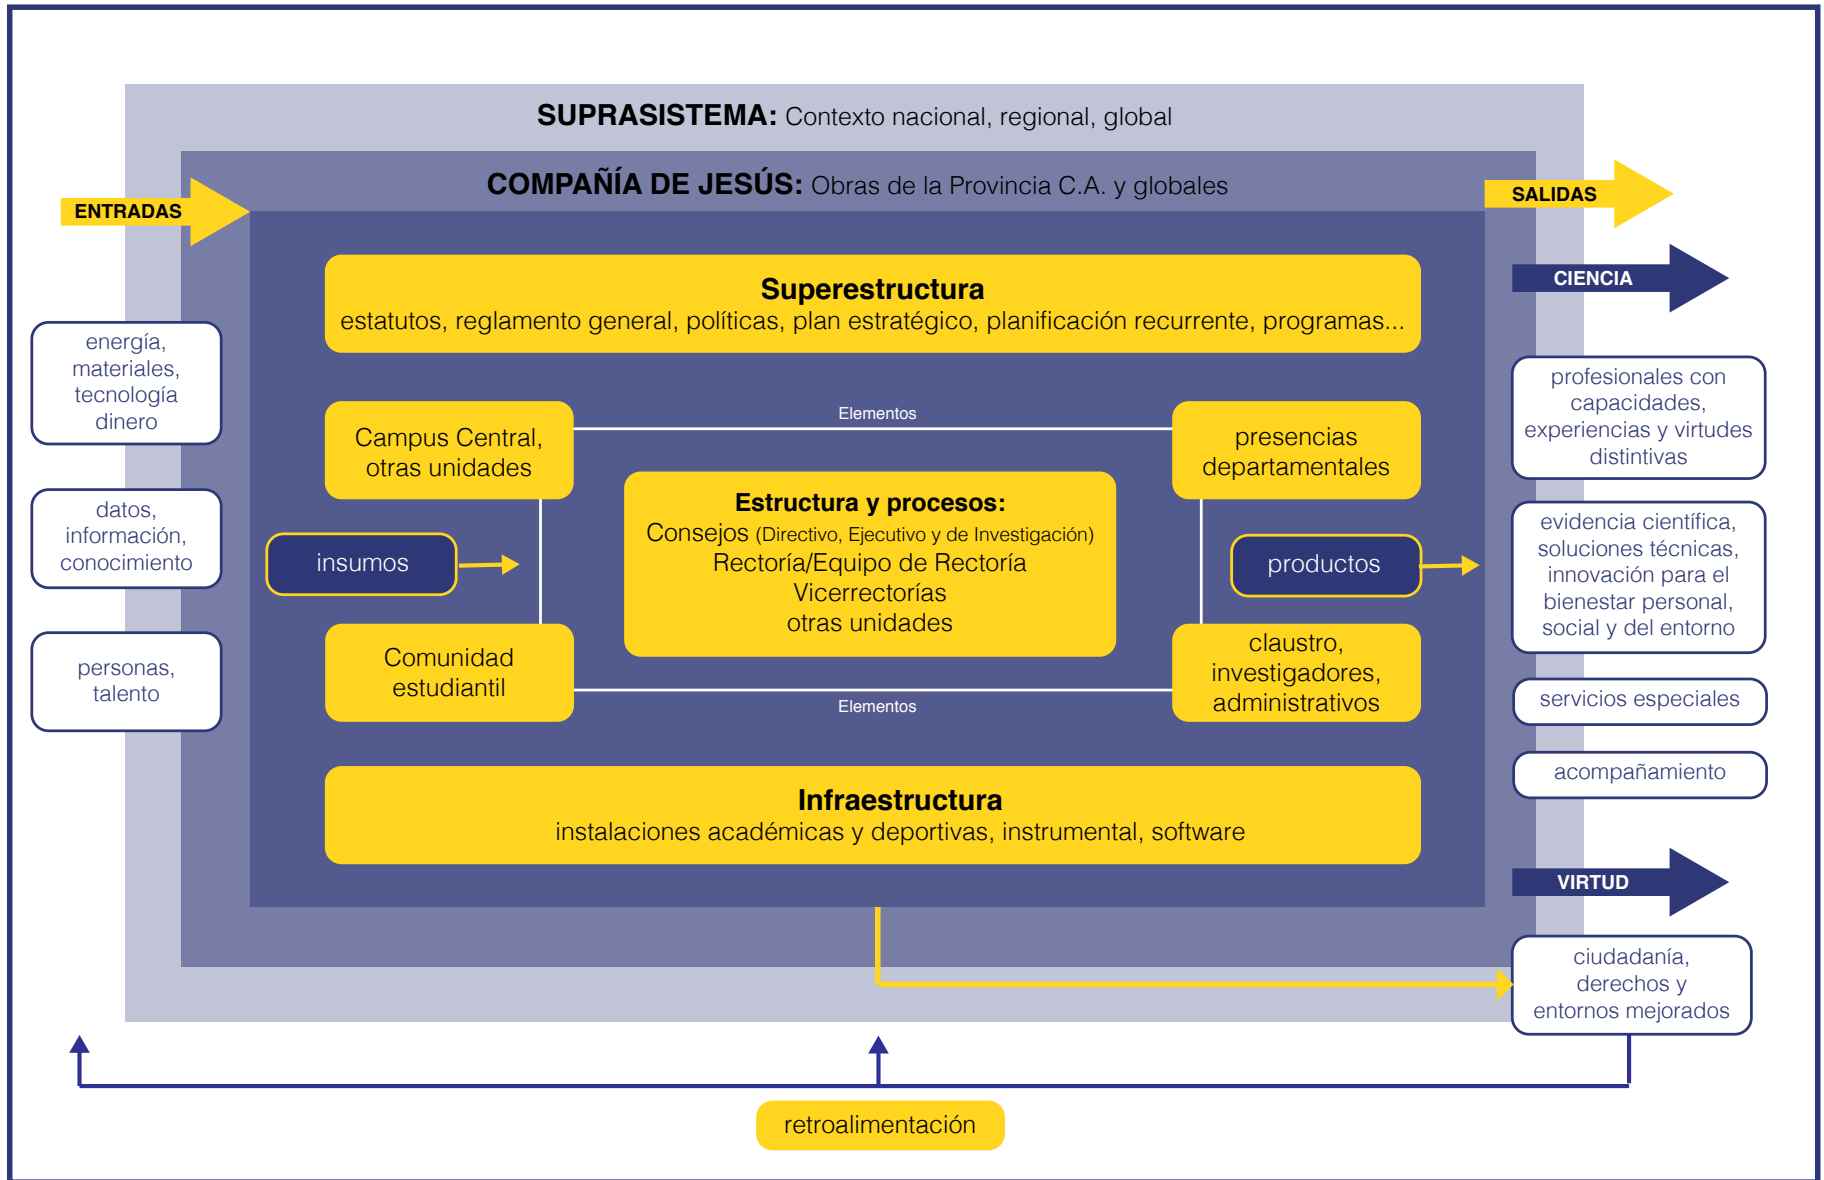 SUPRASISTEMA: Contexto nacional, regional, global
COMPAÑÍA DE JESÚS: Obras de la Provincia C.A. y globales
ENTRADAS
energía,
materiales,
tecnología
dinero
datos,
información,
conocimiento
personas,
talento
Superestructura
estatutos, reglamento general, políticas, plan estratégico, planificación recurrente, programas...
Elementos
Campus Central,
otras unidades
presencias
departamentales
insumos
Estructura y procesos:
Consejos (Directivo, Ejecutivo y de Investigación)
Rectoría/Equipo de Rectoría
Vicerrectorías
otras unidades
productos
Comunidad
estudiantil
claustro,
investigadores,
administrativos
Elementos
Infraestructura
instalaciones académicas y deportivas, instrumental, software
SALIDAS
CIENCIA
profesionales con
capacidades,
experiencias y virtudes
distintivas
evidencia científica,
soluciones técnicas,
innovación para el
bienestar personal,
social y del entorno
servicios especiales
acompañamiento
VIRTUD
ciudadanía,
derechos y
entornos mejorados
retroalimentación